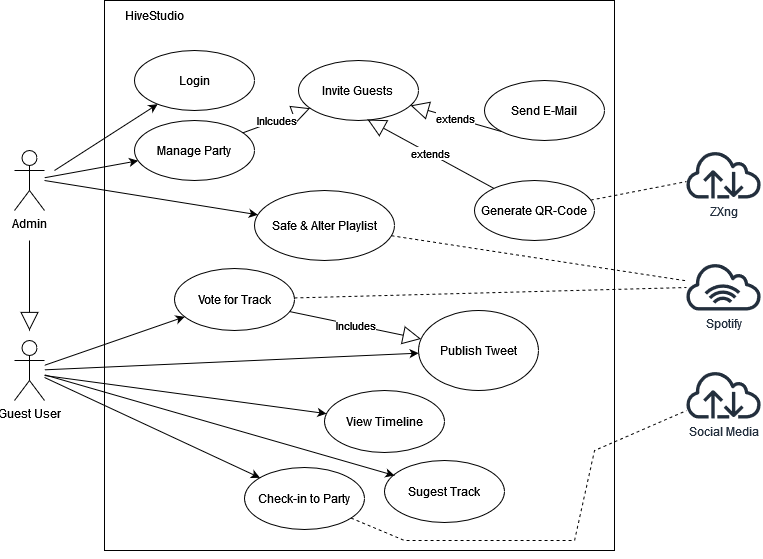 HiveStudio
Login
Invite Guests
Send E-Mail
Inlcudes
extends
Manage Party
extends
ZXng
Generate QR-Code
Admin
Safe & Alter Playlist
Vote for Track
Spotify
Includes
Publish Tweet
Guest User
View Timeline
Social Media
Check-in to Party
Sugest Track